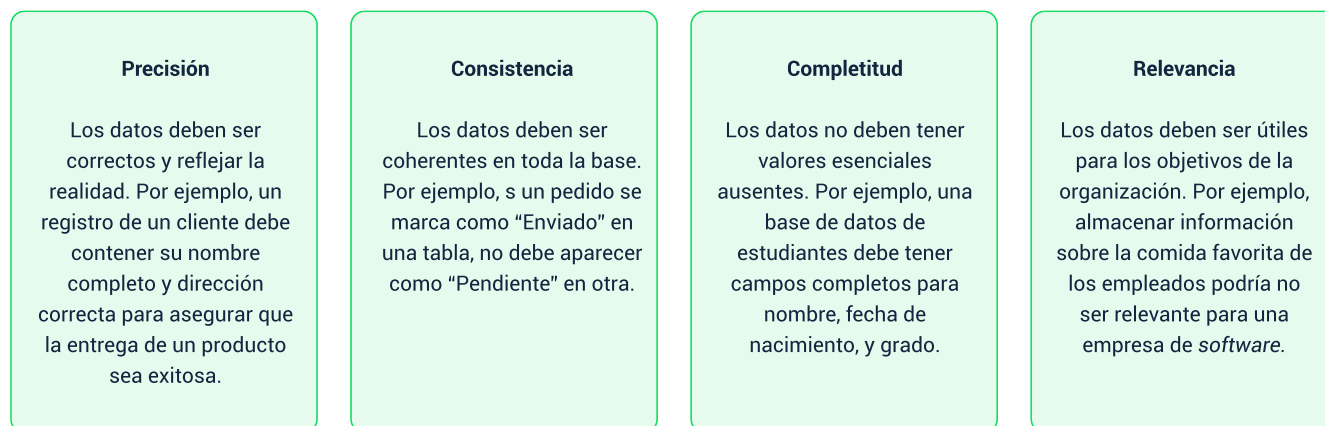 Precisión
Los datos deben ser
correctos y reflejar la
realidad. Por ejemplo, un
registro de un cliente debe
contener su nombre
completo y dirección
correcta para asegurar que
la entrega de un producto
sea exitosa.
Consistencia
Los datos deben ser
coherentes en toda la base.
Por ejemplo, s un pedido se
marca como “Enviado” en
una tabla, no debe aparecer
como “Pendiente” en otra.
Completitud
Los datos no deben tener
valores esenciales
ausentes. Por ejemplo, una
base de datos de
estudiantes debe tener
campos completos para
nombre, fecha de
nacimiento, y grado.
Relevancia
Los datos deben ser útiles
para los objetivos de la
organización. Por ejemplo,
almacenar información
sobre la comida favorita de
los empleados podría no
ser relevante para una
empresa de software.